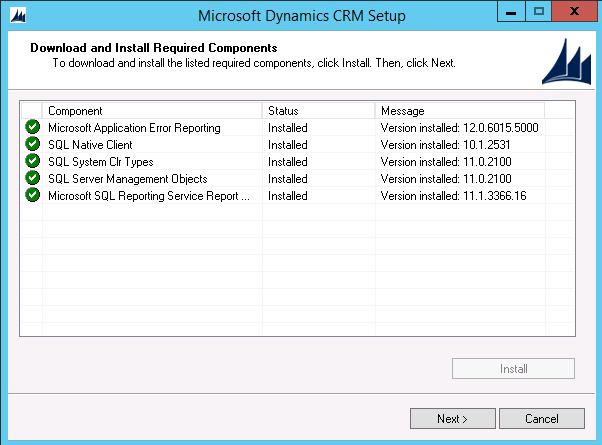 Microsoft Dynamics CRM Setup
Download and Install Required Components
To download and install the listed required components, click Install. Then, click Next.
Component Status Message
Microsoft Application Error Reporting Installed Version installed: 12.0.6015.5000
SQL Native Client Installed Version installed: 10.1.2531
SQL System Clr Types Installed Version installed: 11.0.2100
SQL Server Management Objects Installed Version installed: 11.0.2100
Microsoft SQL Reporting Service Report ... Installed Version installed: 11.1.3366.16
Install
Next > Cancel